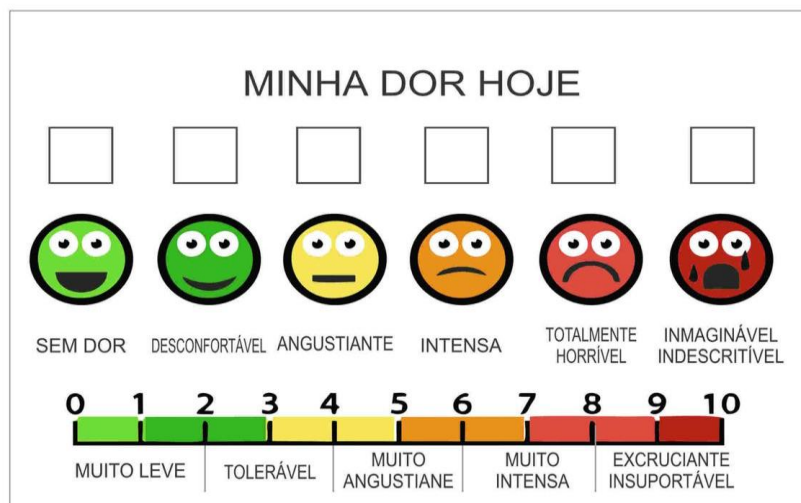 MINHA DOR HOJE
SEM DOR
DESCONFORTÁVEL
ANGUSTIANTE
INTENSA
TOTALMENTE
HORRÍVEL
INMAGINÁVEL
INDESCRITÍVEL
0 1 2 3 4 5 6 7 8 9 10
MUITO LEVE
TOLERÁVEL
MUITO
ANGUSTIANE
MUITO
INTENSA
EXCRUCIANTE
INSUPORTÁVEL